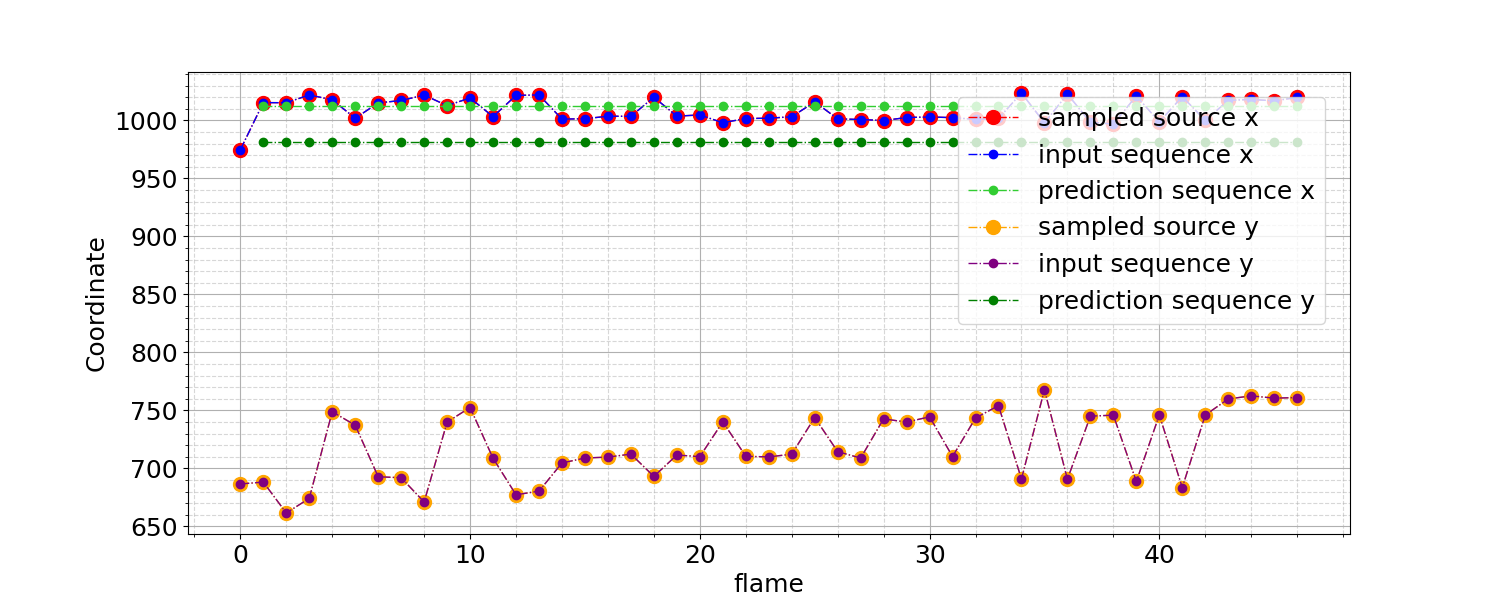 1000
950
900
850
800
750
700
650
Coordinate
0
10
20
30
40
flame
sampled source x
input sequence x
prediction sequence x
sampled source y
input sequence y
prediction sequence y